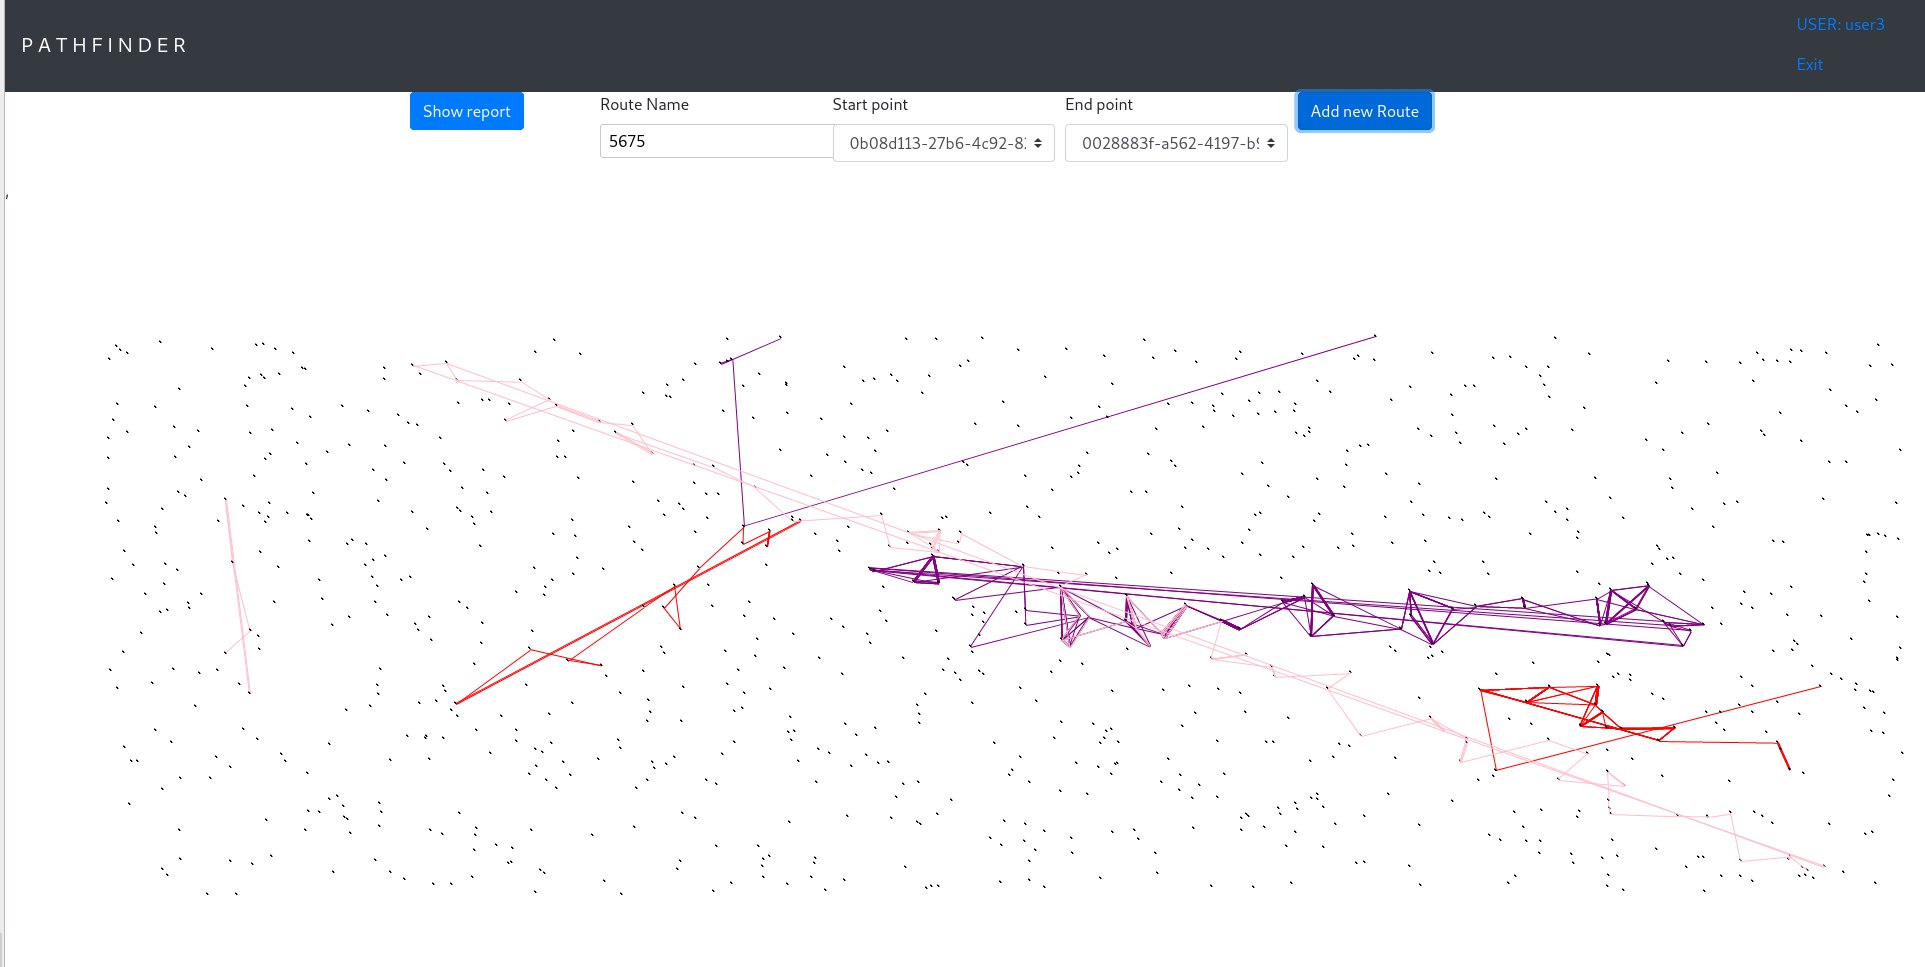 PATHFINDER
USER: user3
Exit
Show report
Route Name
Start point
End point
Add new Route
5675
0b08d113-27b6-4c92-8
0028883f-a562-4197-b
,